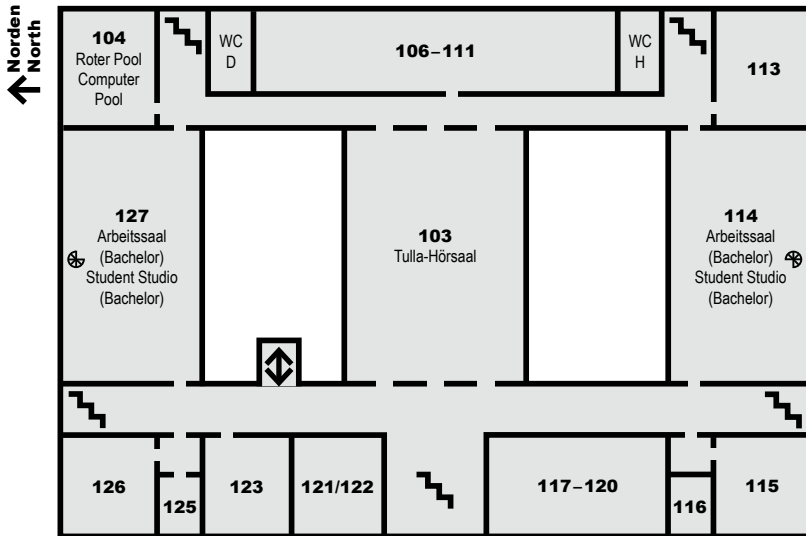 Norden
North
104
Roter Pool
Computer
Pool
WC
D
106–111
WC
H
113
127
Arbeitssaal
(Bachelor)
Student Studio
(Bachelor)
103
Tulla-Hörsaal
114
Arbeitssaal
(Bachelor)
Student Studio
(Bachelor)
126
125
123
121/122
117–120
116
115